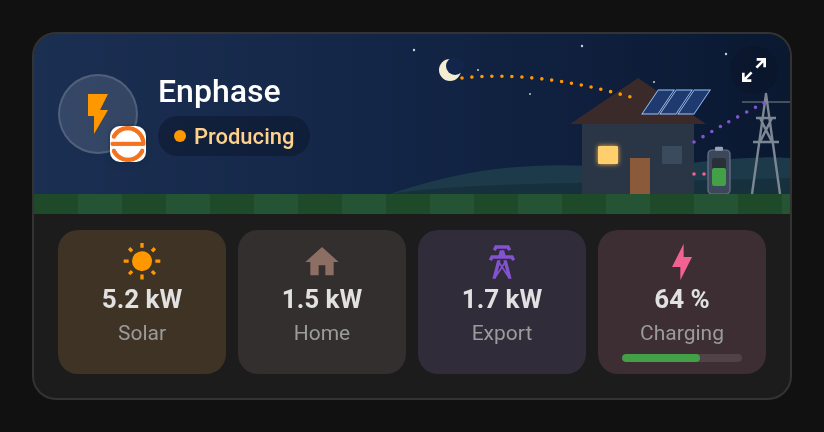 Enphase
Producing
5.2 kW
Solar
1.5 kW
Home
1.7 kW
Export
64 %
Charging